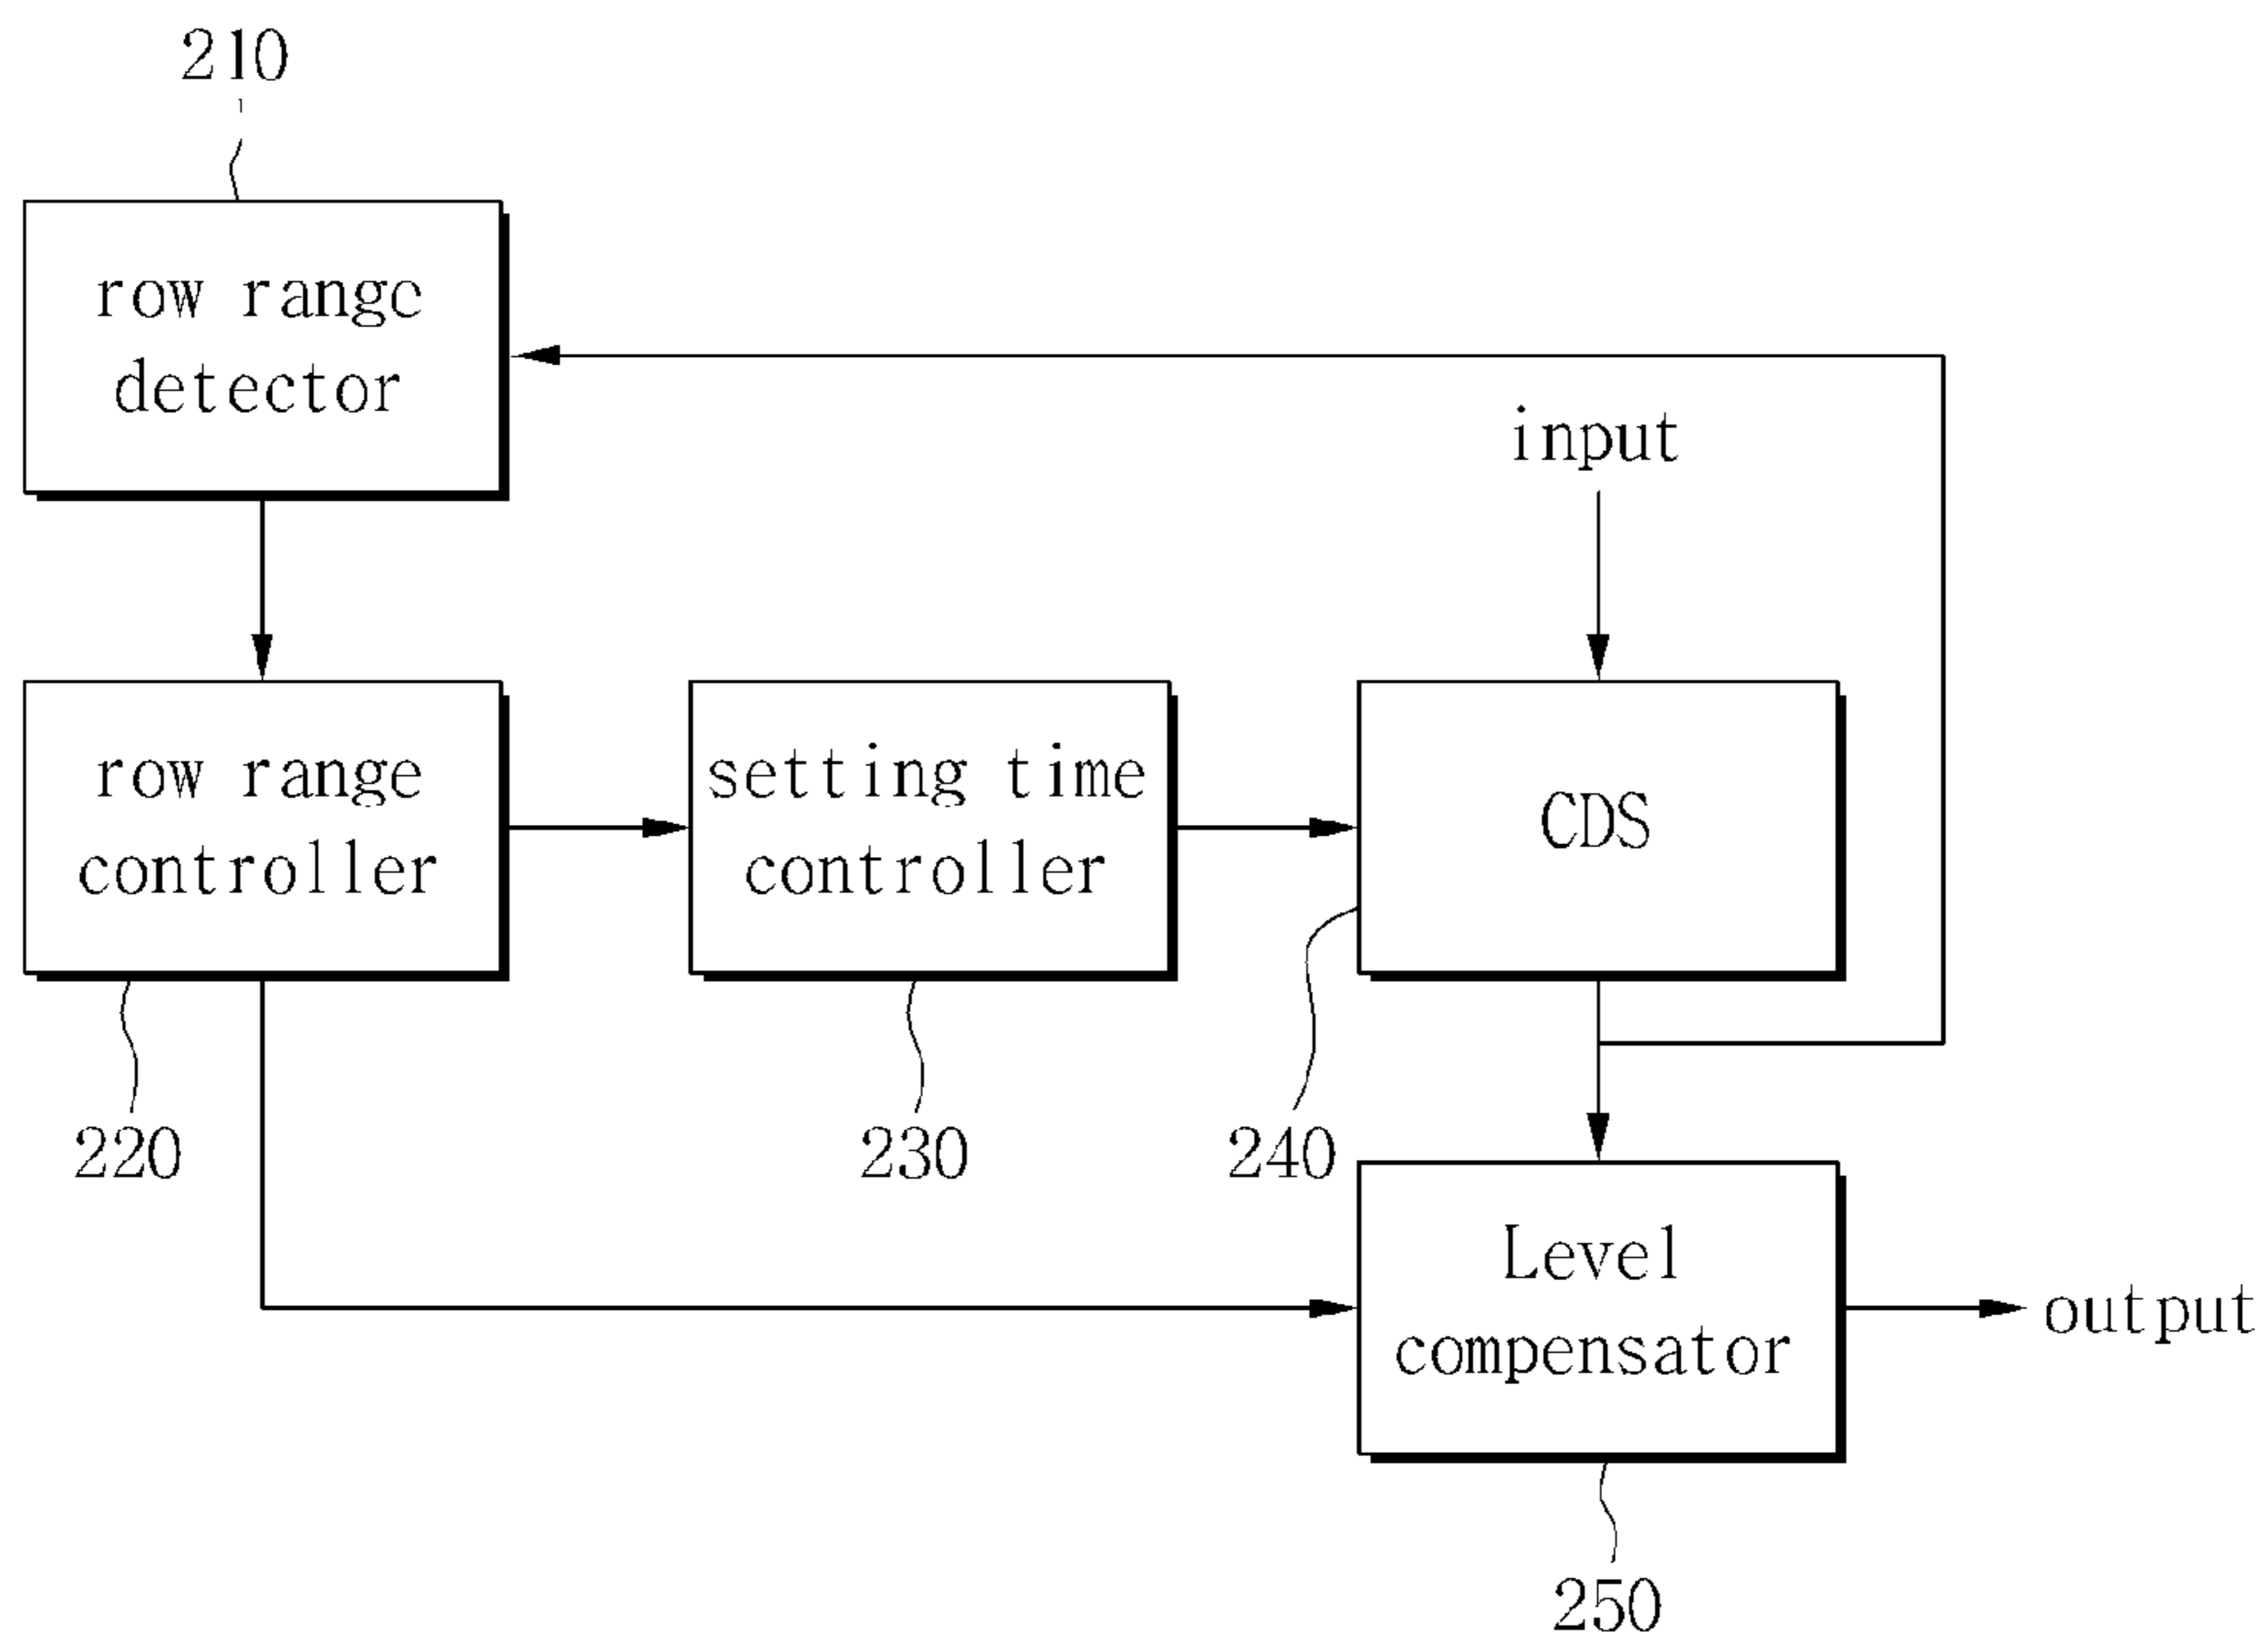 210
row range
detector
input
row range
controller
setting time
controller
CDS
220
230
240
Level
compensator
output
250